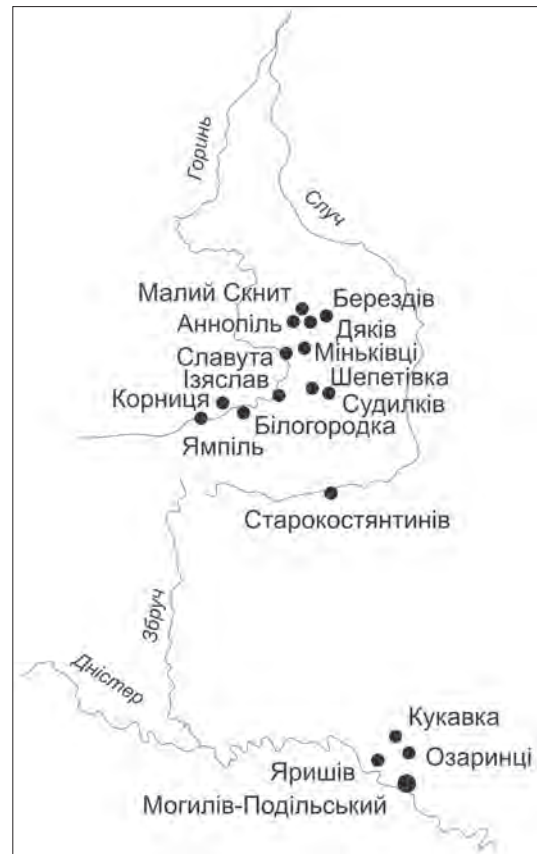 Горинь
Случ
Малий Скнит
Берездів
Аннопіль
Дяків
Славута
Міньківці
Ізяслав
Шепетівка
Корниця
Судилків
Білогородка
Ямпіль
Старокостянтинів
Збруч
Дністер
Кукавка
Озаринці
Яришів
Могилів-Подільський